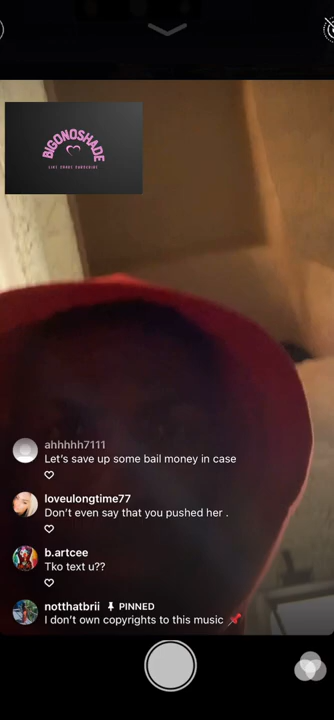 BIGONOSHADE
LIKE SHARE SUBSCRIBE
ahhhhh7111
Let's save up some bail money in case
loveulongtime77
Don't even say that you pushed her .
b.artcee
Tko text u??
notthatbrii 📌 PINNED
I don't own copyrights to this music 📌